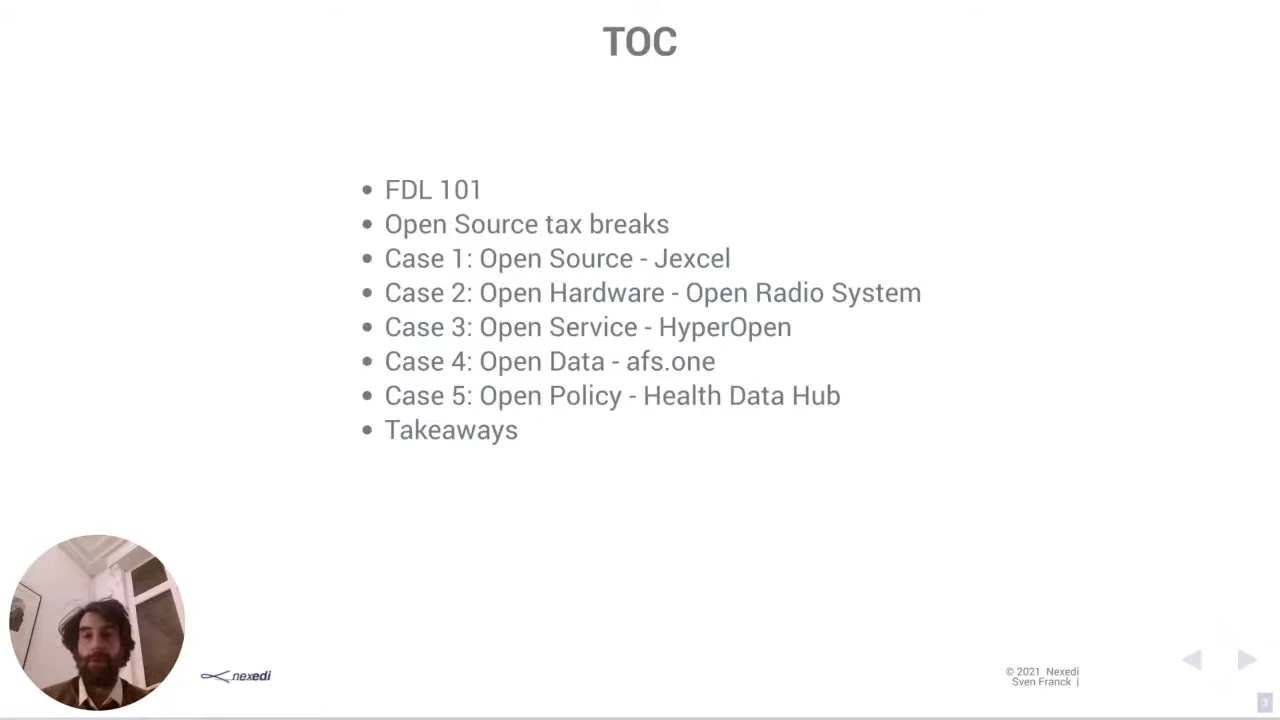 TOC
FDL 101
Open Source tax breaks
Case 1: Open Source - Jexcel
Case 2: Open Hardware - Open Radio System
Case 3: Open Service - HyperOpen
Case 4: Open Data - afs.one
Case 5: Open Policy - Health Data Hub
Takeaways
nexedi
© 2021 Nexedi
Sven Franck |
3